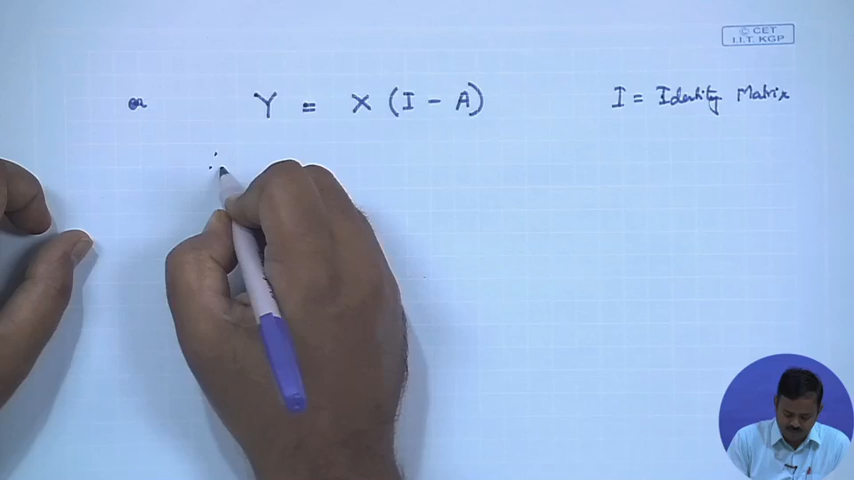 © CET
I.I.T. KGP
or Y = X (I - A) I = Identity Matrix
∴